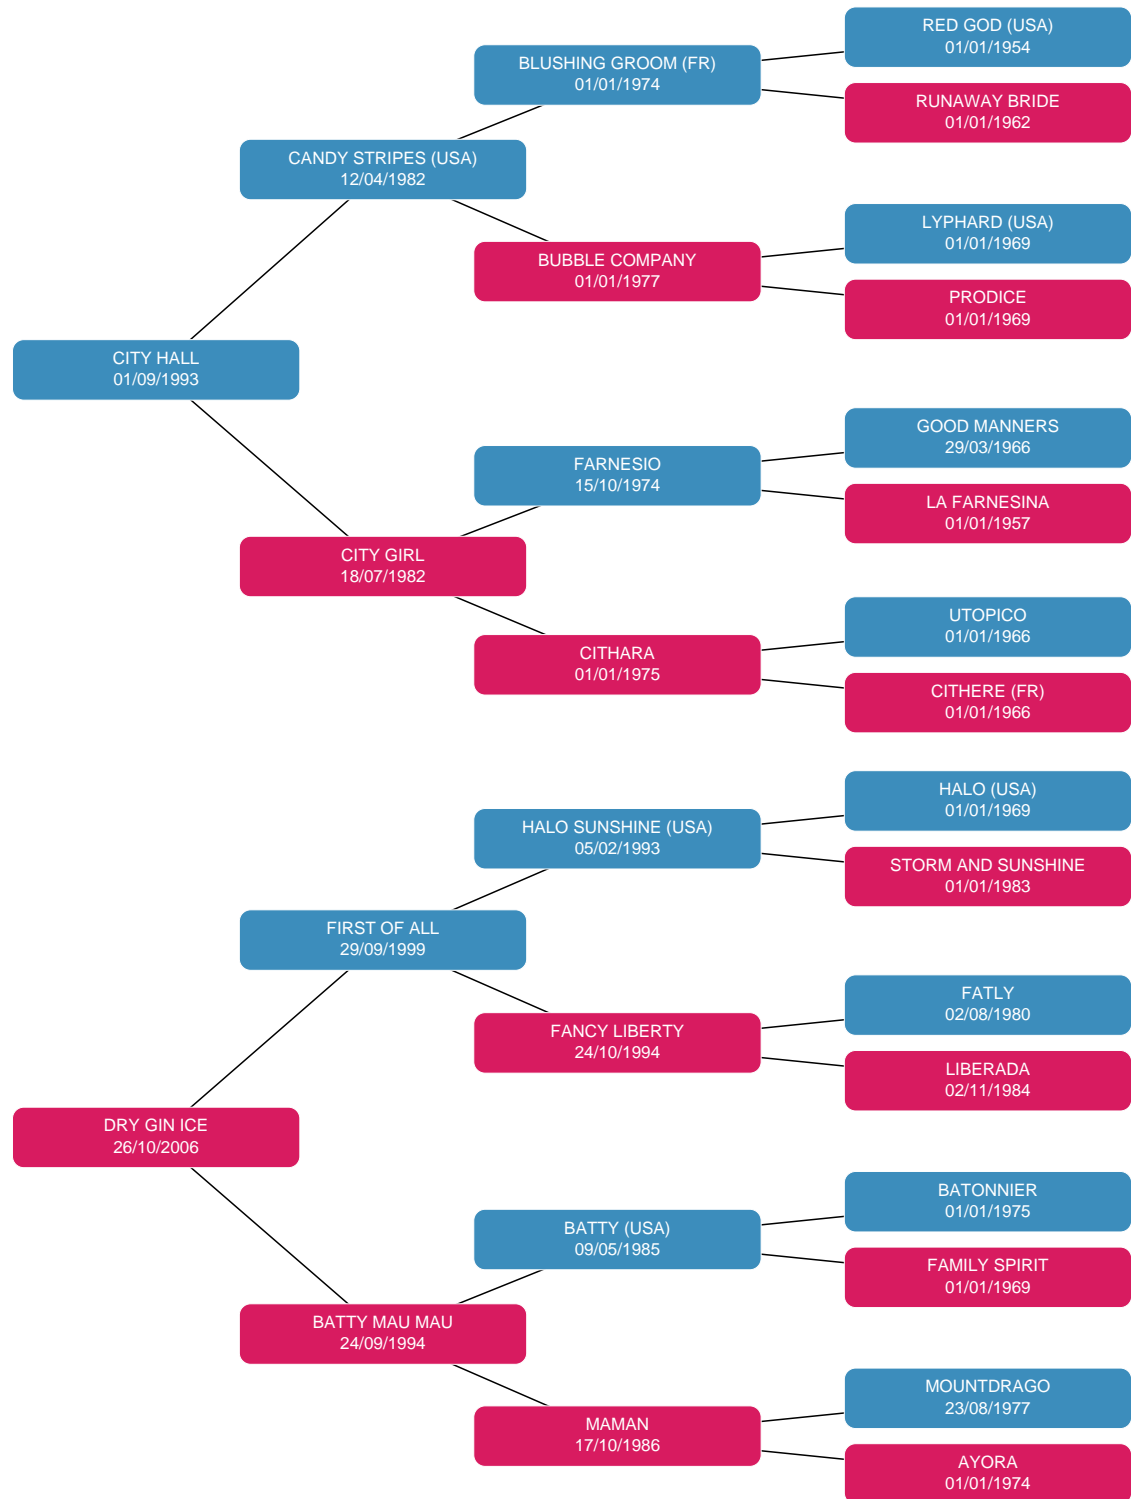 RED GOD (USA)
01/01/1954
BLUSHING GROOM (FR)
01/01/1974
RUNAWAY BRIDE
01/01/1962
CANDY STRIPES (USA)
12/04/1982
LYPHARD (USA)
01/01/1969
BUBBLE COMPANY
01/01/1977
PRODICE
01/01/1969
CITY HALL
01/09/1993
GOOD MANNERS
29/03/1966
FARNESIO
15/10/1974
LA FARNESINA
01/01/1957
CITY GIRL
18/07/1982
UTOPICO
01/01/1966
CITHARA
01/01/1975
CITHERE (FR)
01/01/1966
HALO (USA)
01/01/1969
HALO SUNSHINE (USA)
05/02/1993
STORM AND SUNSHINE
01/01/1983
FIRST OF ALL
29/09/1999
FATLY
02/08/1980
FANCY LIBERTY
24/10/1994
LIBERADA
02/11/1984
DRY GIN ICE
26/10/2006
BATONNIER
01/01/1975
BATTY (USA)
09/05/1985
FAMILY SPIRIT
01/01/1969
BATTY MAU MAU
24/09/1994
MOUNTDRAGO
23/08/1977
MAMAN
17/10/1986
AYORA
01/01/1974